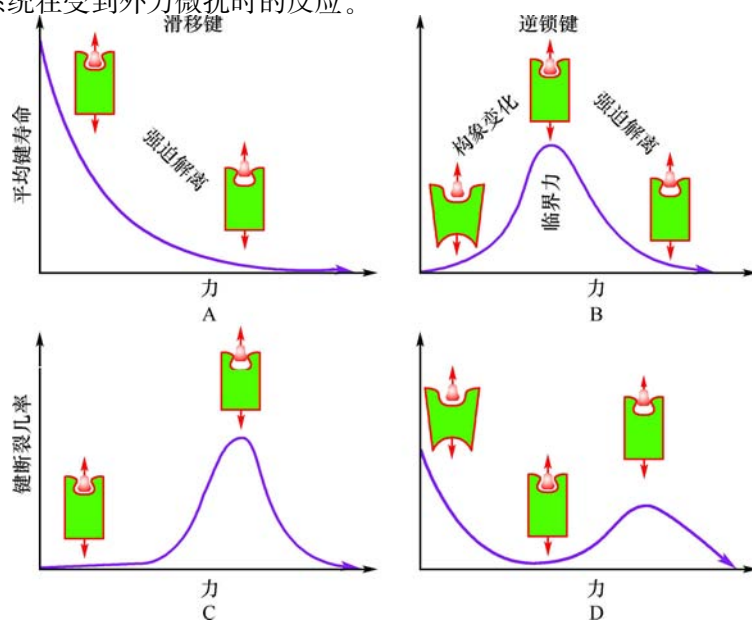 系统在受到外力微扰时的反应。
滑移键
逆锁键
平均键寿命
强迫解离
力
A
构象变化
临界力
强迫解离
力
B
键断裂几率
力
C
力
D